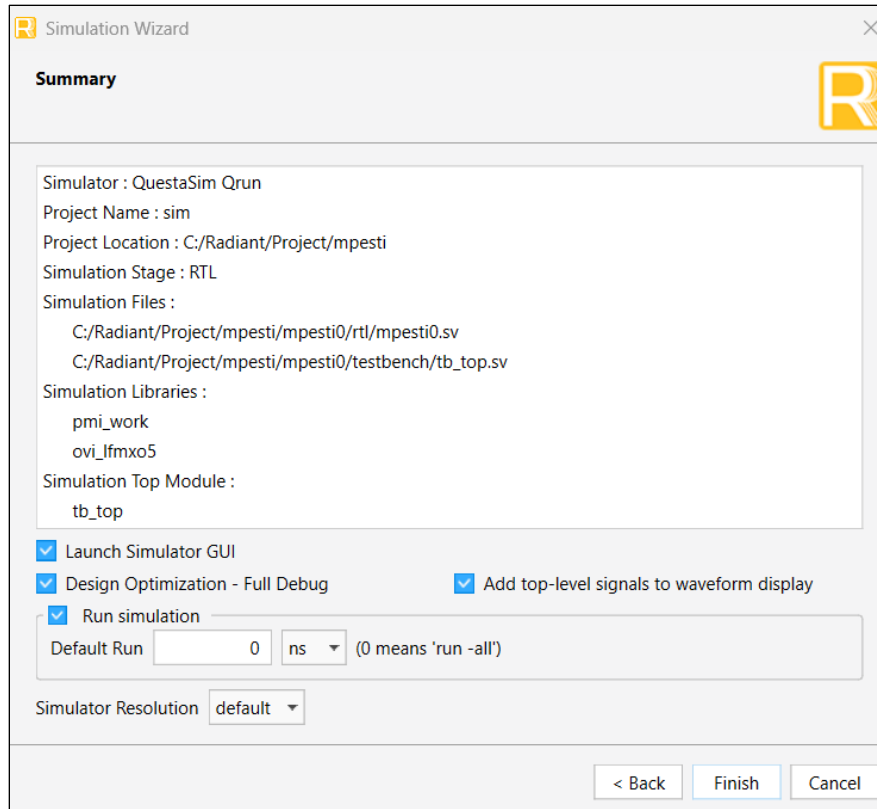 Simulation Wizard
Summary
Simulator : QuestaSim Qrun
Project Name : sim
Project Location : C:/Radiant/Project/mpesti
Simulation Stage : RTL
Simulation Files :
C:/Radiant/Project/mpesti/mpesti0/rtl/mpesti0.sv
C:/Radiant/Project/mpesti/mpesti0/testbench/tb_top.sv
Simulation Libraries :
pmi_work
ovi_lfmxo5
Simulation Top Module :
tb_top
Launch Simulator GUI
Design Optimization - Full Debug Add top-level signals to waveform display
Run simulation
Default Run 0 ns (0 means 'run -all')
Simulator Resolution default
< Back Finish Cancel